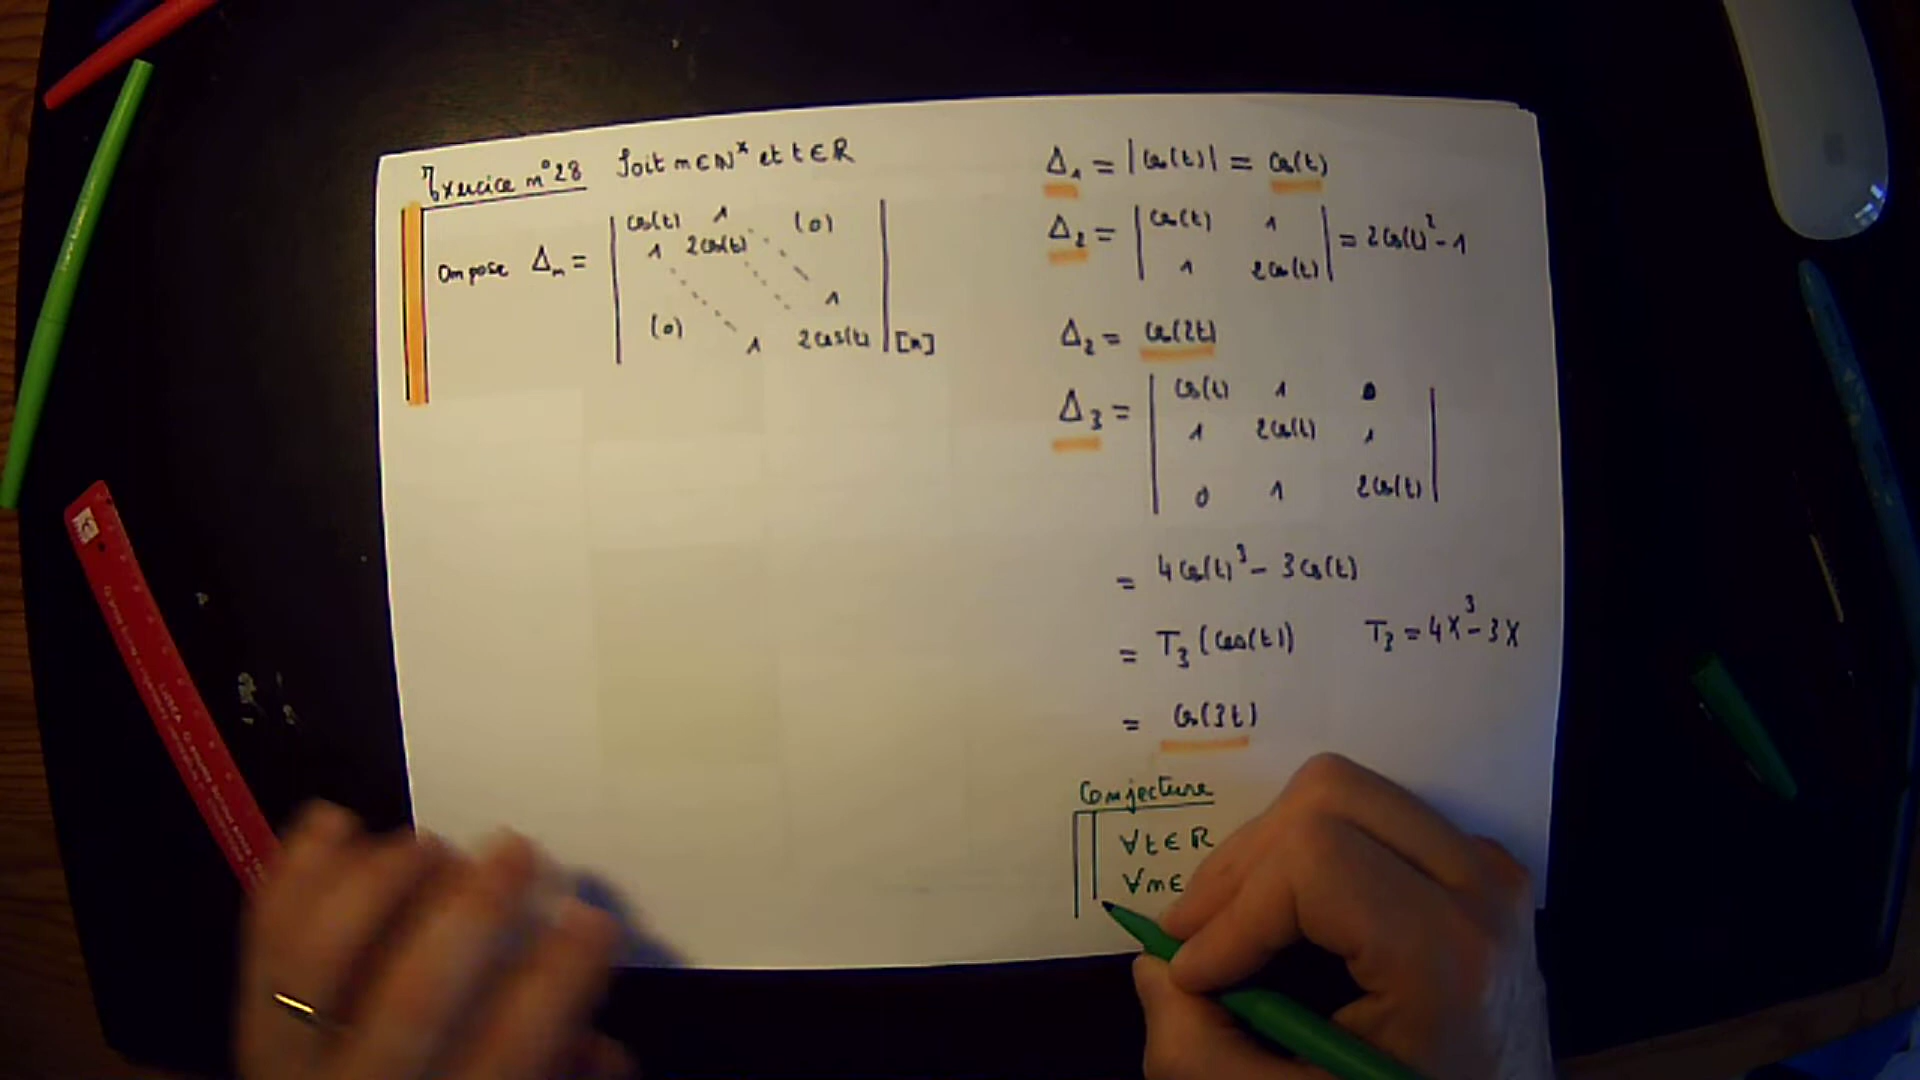 Exercice n°28 Soit n ∈ N* et t ∈ R
On pose Δn = | cos(t) 1 (0)
1 2cos(t)
1
(0) 1 2cos(t) | [n]
Δ1 = |cos(t)| = cos(t)
Δ2 = | cos(t) 1
1 2cos(t) | = 2cos(t)² - 1
Δ2 = cos(2t)
Δ3 = | cos(t) 1 0
1 2cos(t) 1
0 1 2cos(t) |
= 4cos(t)³ - 3cos(t)
= T3(cos(t)) T3 = 4X³ - 3X
= cos(3t)
Conjecture
∀t ∈ R
∀n ∈